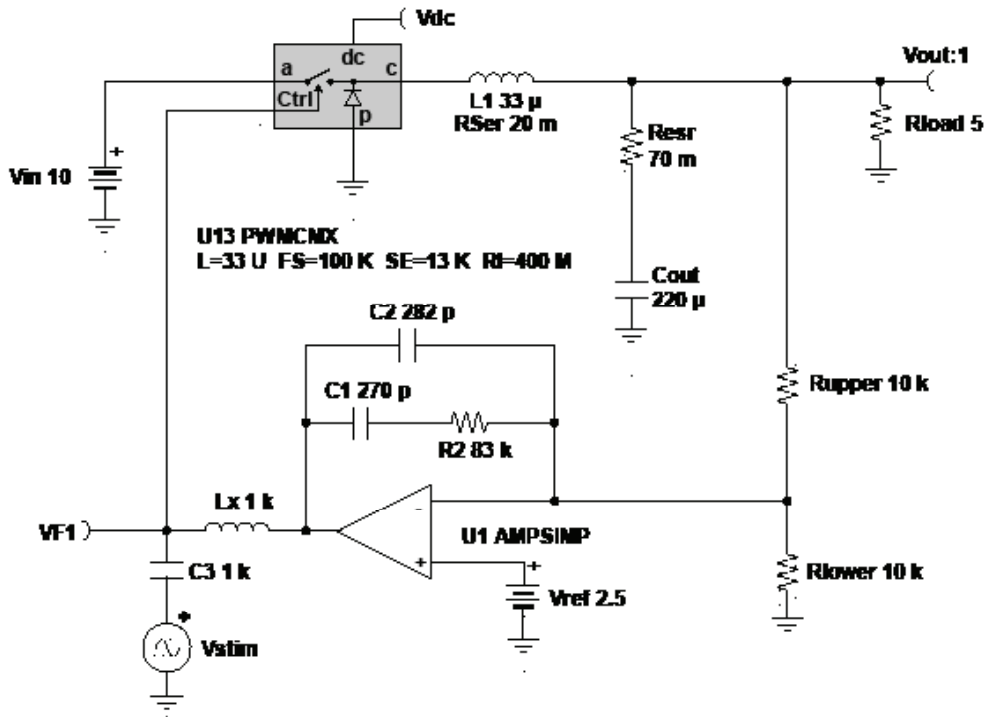 Vdc
dc
a
c
Ctrl
p
Vout:1
L1 33 µ
RSer 20 m
Resr
70 m
Rload 5
+
Vin 10
U13 PWMCMX
L=33 U FS=100 K SE=13 K RI=400 M
Cout
220 µ
C2 282 p
C1 270 p
R2 83 k
Rupper 10 k
Lx 1 k
VF1
-
U1 AMPSIMP
+
+
C3 1 k
Vref 2.5
Rlower 10 k
+
Vstim